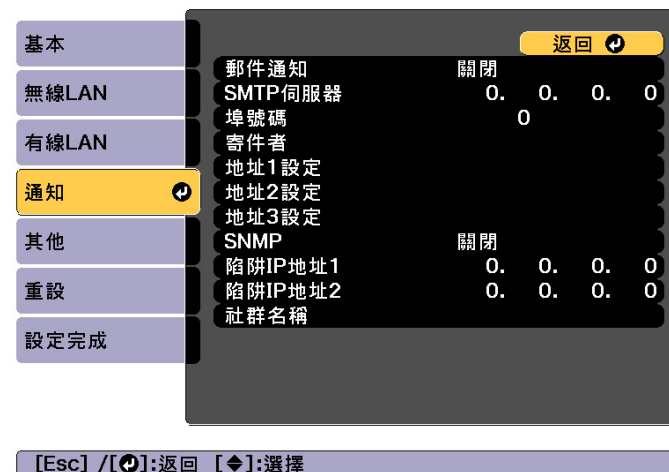 基本
無線LAN
有線LAN
通知
其他
重設
設定完成
返回
郵件通知 關閉
SMTP伺服器 0. 0. 0. 0
埠號碼 0
寄件者
地址1設定
地址2設定
地址3設定
SNMP 關閉
陷阱IP地址1 0. 0. 0. 0
陷阱IP地址2 0. 0. 0. 0
社群名稱
[Esc] /[⏎]:返回 [◆]:選擇